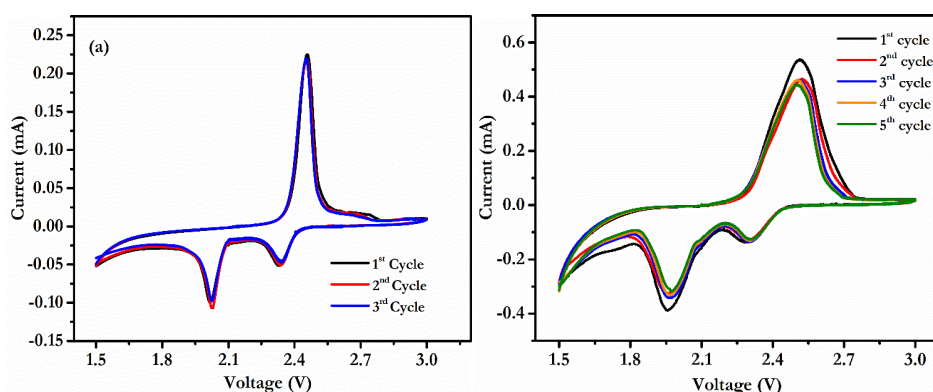 (a)
0.25
0.20
0.15
0.10
0.05
0.00
-0.05
-0.10
-0.15
Current (mA)
1st Cycle
2nd Cycle
3rd Cycle
1.5 1.8 2.1 2.4 2.7 3.0
Voltage (V)
0.6
0.4
0.2
0.0
-0.2
-0.4
Current (mA)
1st cycle
2nd cycle
3rd cycle
4th cycle
5th cycle
1.5 1.8 2.1 2.4 2.7 3.0
Voltage (V)